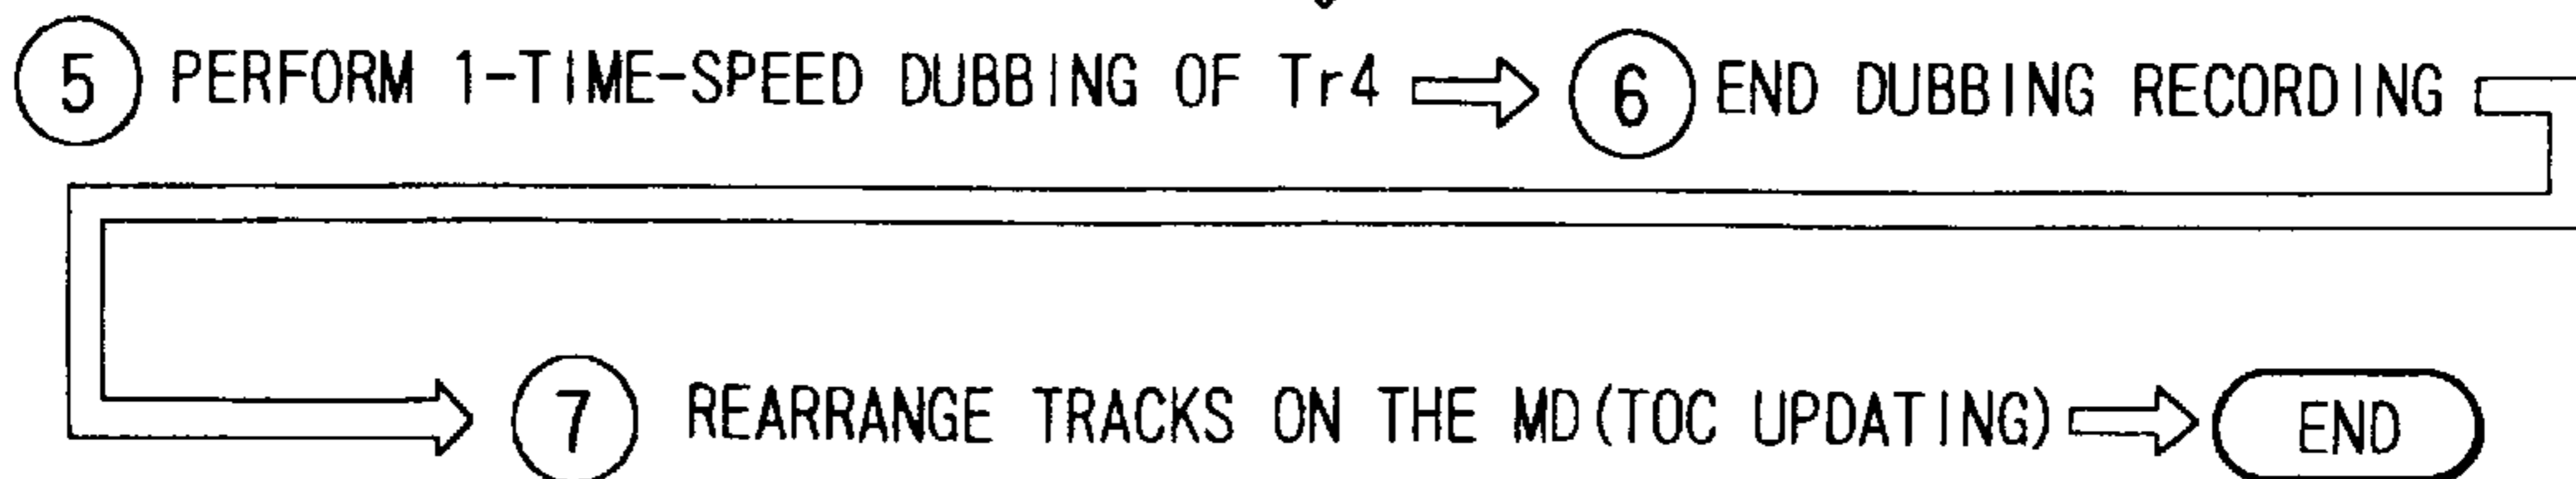 5 PERFORM 1-TIME-SPEED DUBBING OF Tr4 6 END DUBBING RECORDING
7 REARRANGE TRACKS ON THE MD(TOC UPDATING) END